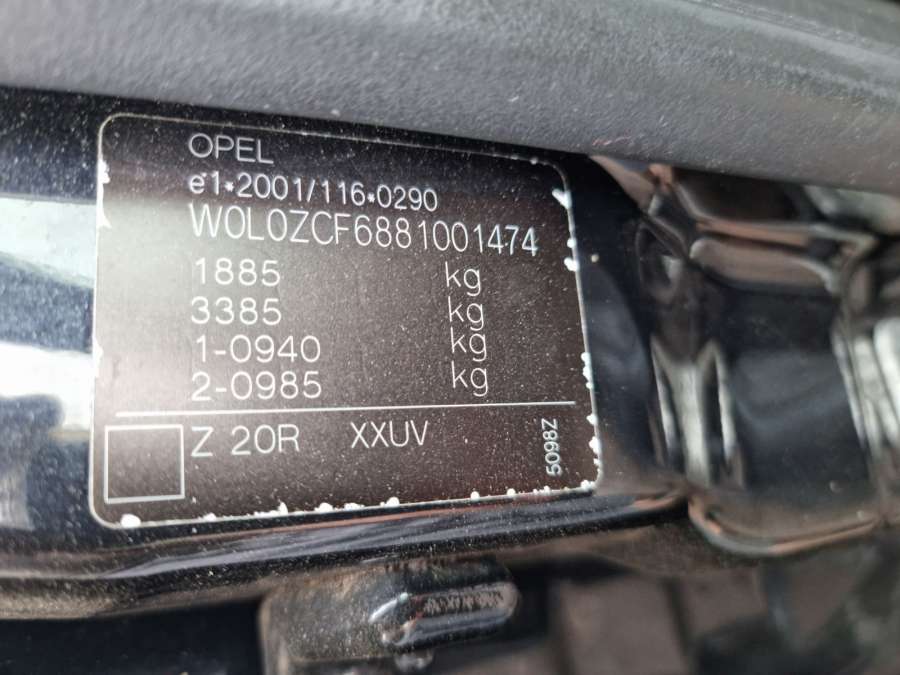 OPEL
e1*2001/116*0290
W0L0ZCF6881001474
1885 kg
3385 kg
1-0940 kg
2-0985 kg
Z 20R XXUV
5098Z